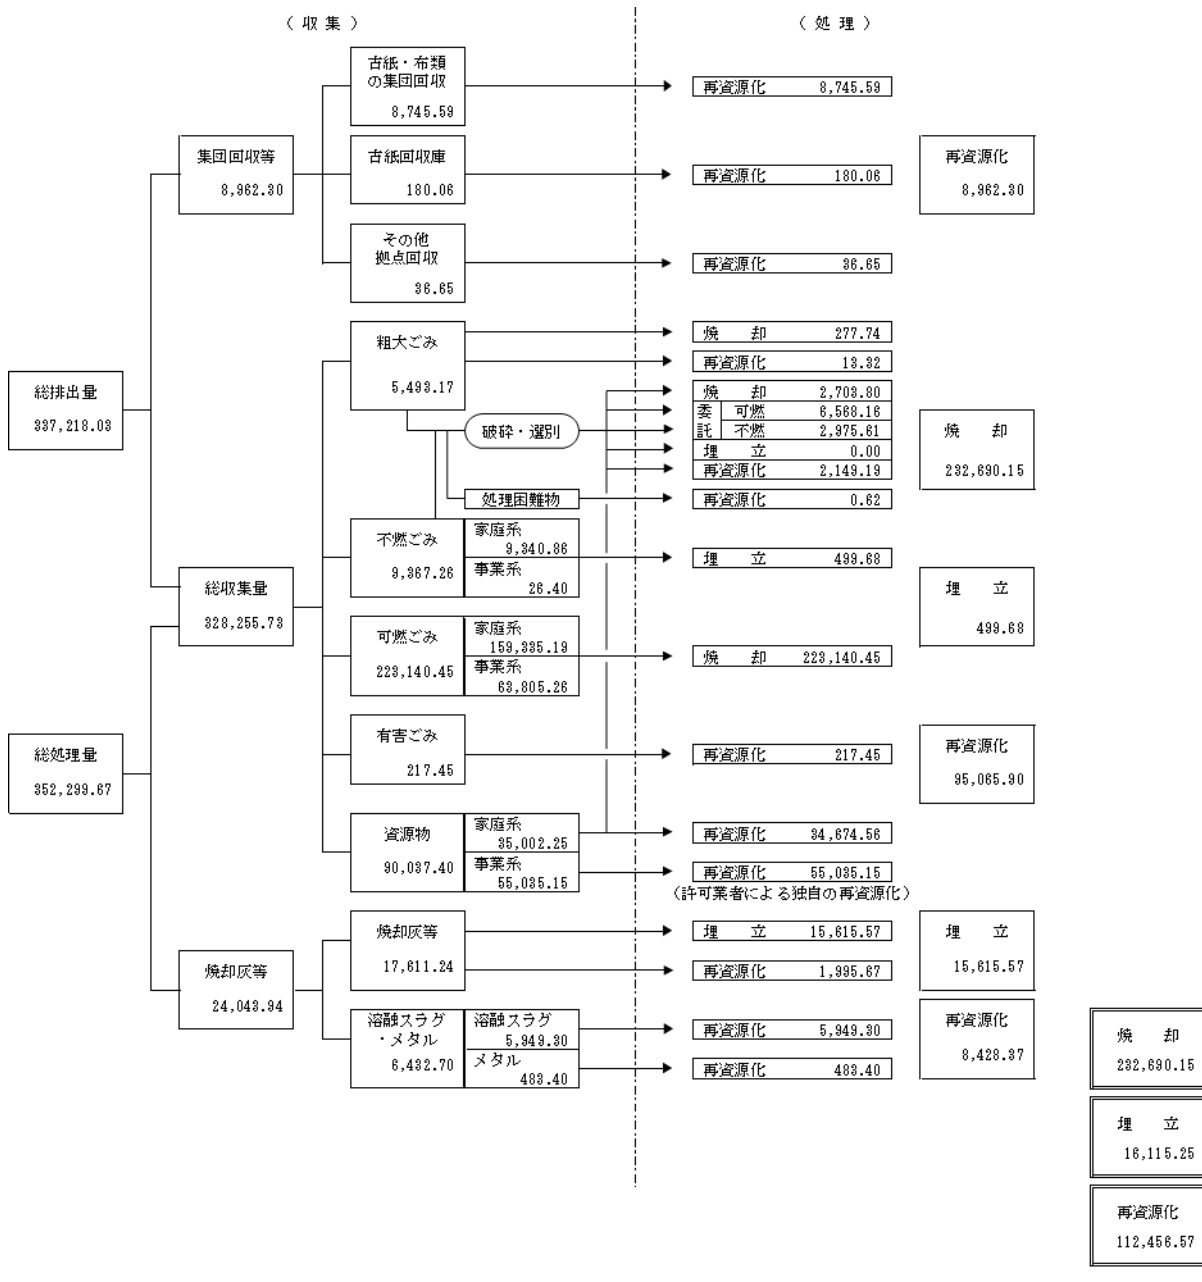 （収集）
（処理）
古紙・布類
の集団回収
8,745.59
再資源化 8,745.59
集団回収等
8,962.30
古紙回収庫
180.06
再資源化 180.06
再資源化
8,962.30
その他
拠点回収
36.65
再資源化 36.65
総排出量
337,218.03
粗大ごみ
5,493.17
焼却 277.74
再資源化 13.32
焼却 2,703.80
委託 可燃 6,568.16
不燃 2,975.61
埋立 0.00
再資源化 2,149.19
破砕・選別
処理困難物
再資源化 0.62
焼却
232,690.15
不燃ごみ
9,367.26
家庭系
9,340.86
事業系
26.40
埋立 499.68
総収集量
328,255.73
埋立
499.68
可燃ごみ
223,140.45
家庭系
159,335.19
事業系
63,805.26
焼却 223,140.45
総処理量
352,299.67
有害ごみ
217.45
再資源化 217.45
再資源化
95,065.90
資源物
90,037.40
家庭系
35,002.25
事業系
55,035.15
再資源化 34,674.56
再資源化 55,035.15
（許可業者による独自の再資源化）
焼却灰等
24,043.94
焼却灰等
17,611.24
埋立 15,615.57
再資源化 1,995.67
埋立
15,615.57
溶融スラグ
・メタル
6,432.70
溶融スラグ
5,949.30
メタル
483.40
再資源化 5,949.30
再資源化 483.40
再資源化
8,428.37
焼却
232,690.15
埋立
16,115.25
再資源化
112,456.57